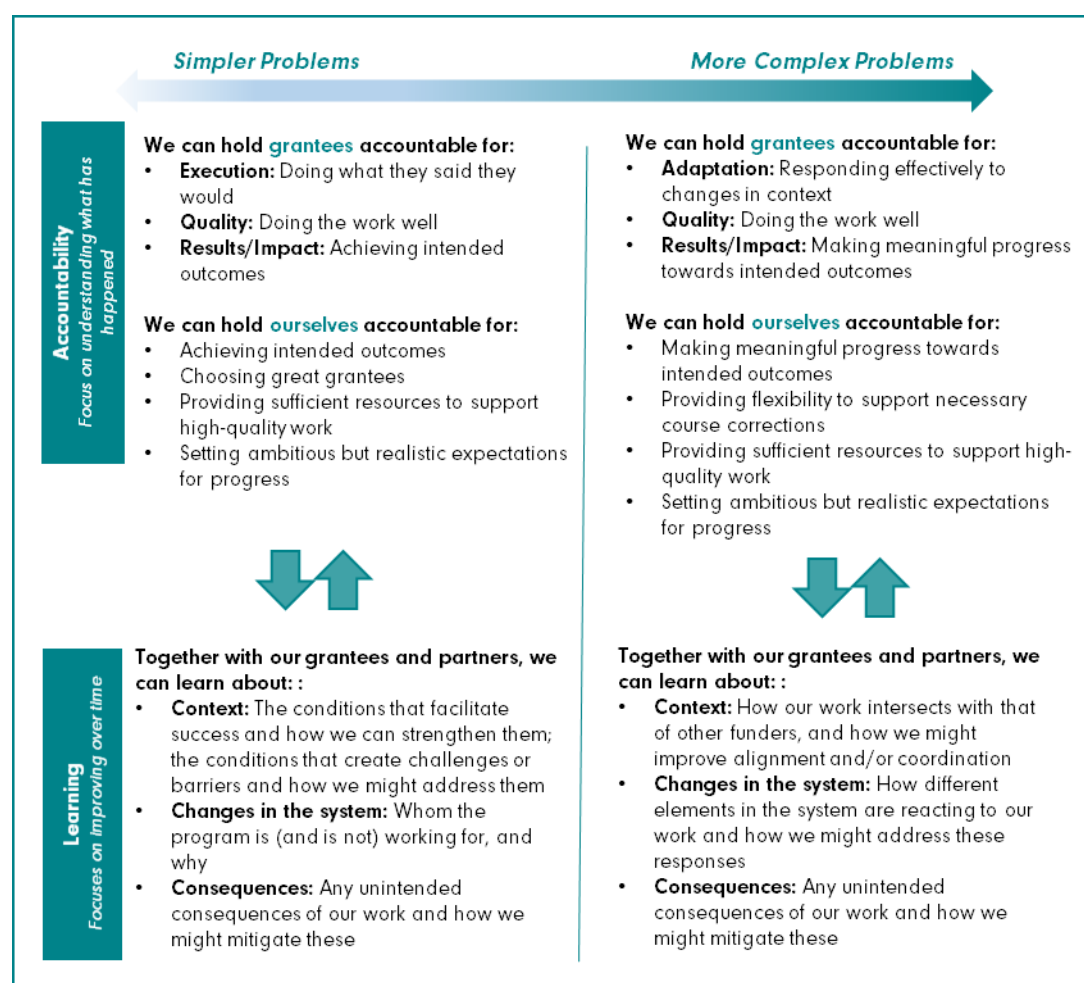 Simpler Problems
More Complex Problems
Accountability
Focus on understanding what has
happened
We can hold grantees accountable for:
• Execution: Doing what they said they
would
• Quality: Doing the work well
• Results/Impact: Achieving intended
outcomes
We can hold ourselves accountable for:
• Achieving intended outcomes
• Choosing great grantees
• Providing sufficient resources to support
high-quality work
• Setting ambitious but realistic expectations
for progress
We can hold grantees accountable for:
• Adaptation: Responding effectively to
changes in context
• Quality: Doing the work well
• Results/Impact: Making meaningful progress
towards intended outcomes
We can hold ourselves accountable for:
• Making meaningful progress towards
intended outcomes
• Providing flexibility to support necessary
course corrections
• Providing sufficient resources to support high-
quality work
• Setting ambitious but realistic expectations
for progress
Learning
Focuses on improving over time
Together with our grantees and partners, we
can learn about: :
• Context: The conditions that facilitate
success and how we can strengthen them;
the conditions that create challenges or
barriers and how we might address them
• Changes in the system: Whom the
program is (and is not) working for, and
why
• Consequences: Any unintended
consequences of our work and how we
might mitigate these
Together with our grantees and partners, we
can learn about: :
• Context: How our work intersects with that
of other funders, and how we might
improve alignment and/or coordination
• Changes in the system: How different
elements in the system are reacting to our
work and how we might address these
responses
• Consequences: Any unintended
consequences of our work and how we
might mitigate these